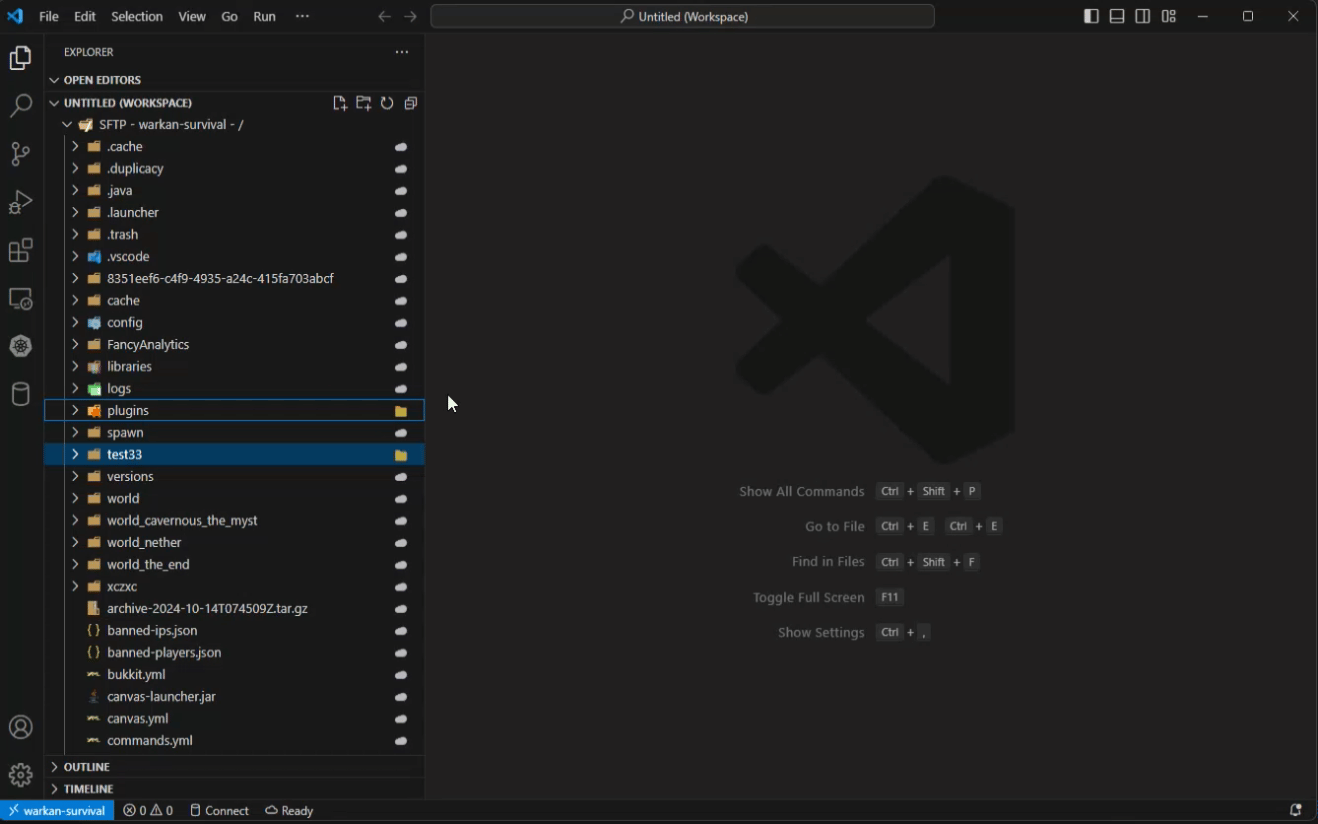 File Edit Selection View Go Run ···
Untitled (Workspace)
EXPLORER
OPEN EDITORS
UNTITLED (WORKSPACE)
SFTP - warkan-survival - /
.cache
.duplicacy
.java
.launcher
.trash
.vscode
8351eef6-c4f9-4935-a24c-415fa703abcf
cache
config
FancyAnalytics
libraries
logs
plugins
spawn
test33
versions
world
world_cavernous_the_myst
world_nether
world_the_end
xczxc
archive-2024-10-14T074509Z.tar.gz
banned-ips.json
banned-players.json
bukkit.yml
canvas-launcher.jar
canvas.yml
commands.yml
OUTLINE
TIMELINE
Show All Commands Ctrl + Shift + P
Go to File Ctrl + E Ctrl + E
Find in Files Ctrl + Shift + F
Toggle Full Screen F11
Show Settings Ctrl + ,
warkan-survival 0 0 Connect Ready